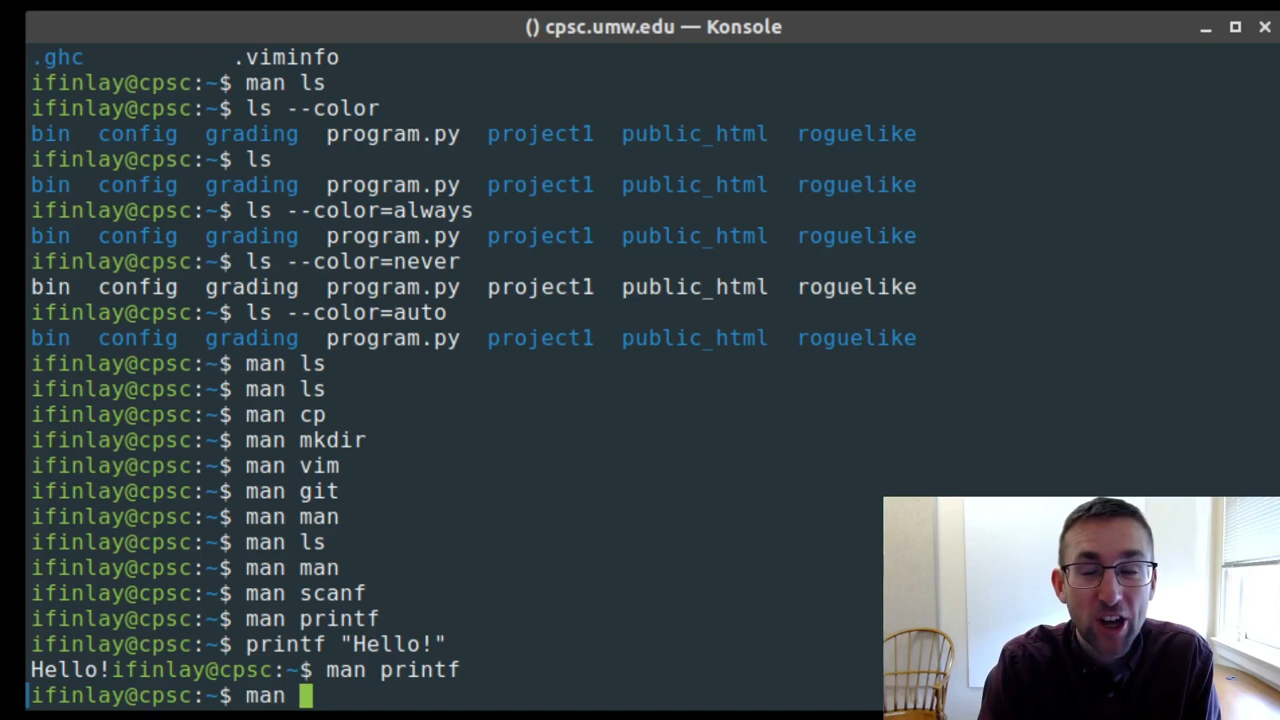 () cpsc.umw.edu — Konsole
.ghc .viminfo
ifinlay@cpsc:~$ man ls
ifinlay@cpsc:~$ ls --color
bin config grading program.py project1 public_html roguelike
ifinlay@cpsc:~$ ls
bin config grading program.py project1 public_html roguelike
ifinlay@cpsc:~$ ls --color=always
bin config grading program.py project1 public_html roguelike
ifinlay@cpsc:~$ ls --color=never
bin config grading program.py project1 public_html roguelike
ifinlay@cpsc:~$ ls --color=auto
bin config grading program.py project1 public_html roguelike
ifinlay@cpsc:~$ man ls
ifinlay@cpsc:~$ man ls
ifinlay@cpsc:~$ man cp
ifinlay@cpsc:~$ man mkdir
ifinlay@cpsc:~$ man vim
ifinlay@cpsc:~$ man git
ifinlay@cpsc:~$ man man
ifinlay@cpsc:~$ man ls
ifinlay@cpsc:~$ man man
ifinlay@cpsc:~$ man scanf
ifinlay@cpsc:~$ man printf
ifinlay@cpsc:~$ printf "Hello!"
Hello!ifinlay@cpsc:~$ man printf
ifinlay@cpsc:~$ man